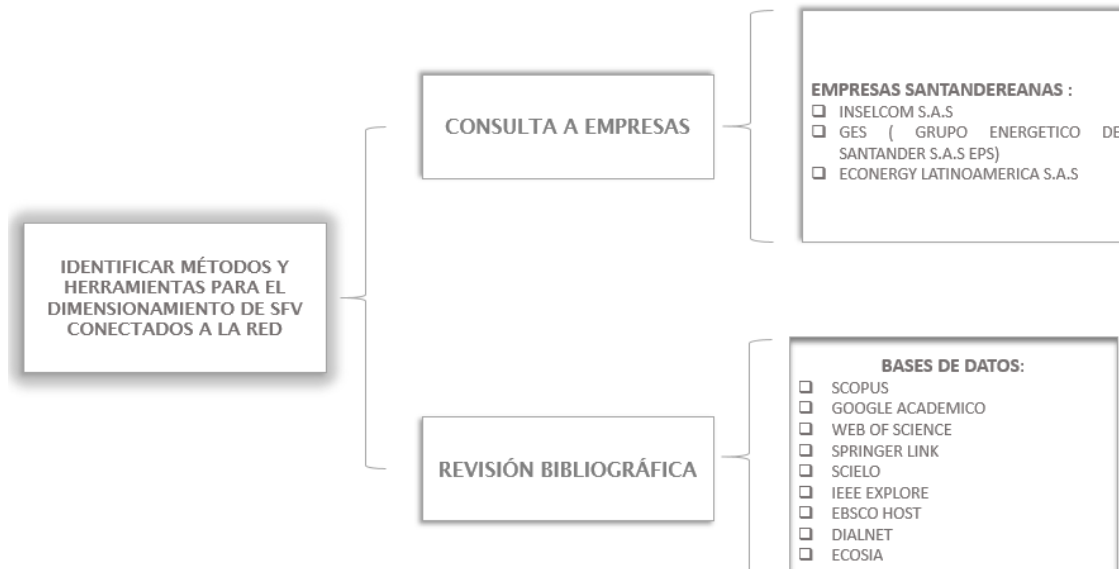 IDENTIFICAR MÉTODOS Y
HERRAMIENTAS PARA EL
DIMENSIONAMIENTO DE SFV
CONECTADOS A LA RED
CONSULTA A EMPRESAS
EMPRESAS SANTANDEREANAS :
INSELCOM S.A.S
GES ( GRUPO ENERGETICO DE
SANTANDER S.A.S EPS)
ECONERGY LATINOAMERICA S.A.S
REVISIÓN BIBLIOGRÁFICA
BASES DE DATOS:
SCOPUS
GOOGLE ACADEMICO
WEB OF SCIENCE
SPRINGER LINK
SCIELO
IEEE EXPLORE
EBSCO HOST
DIALNET
ECOSIA